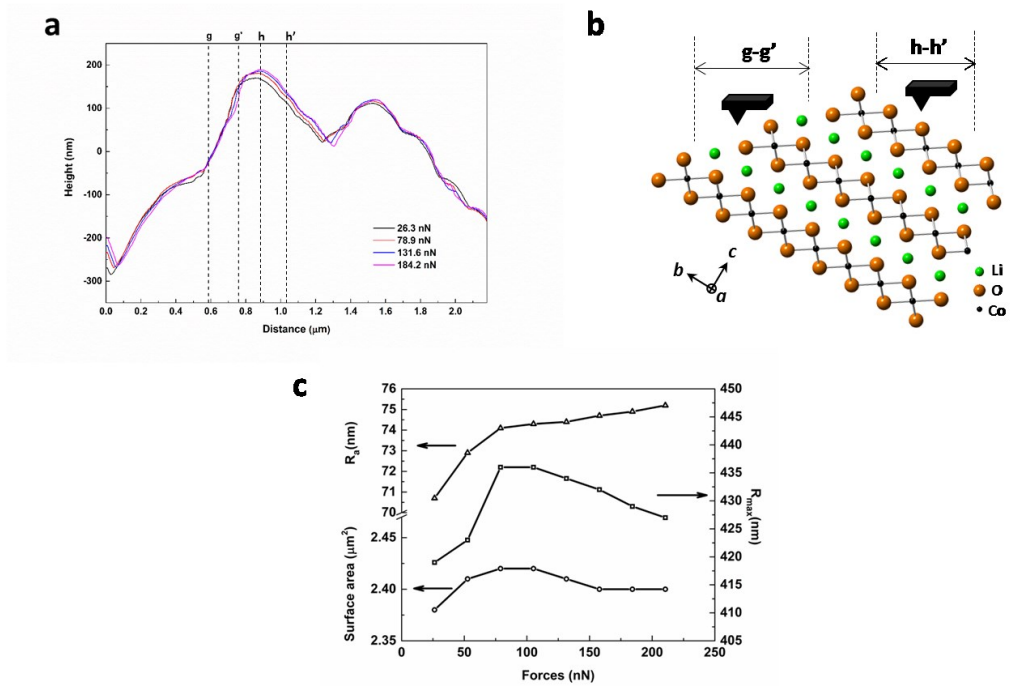 a
g g' h h'
200
100
0
-100
-200
-300
Height (nm)
26.3 nN
78.9 nN
131.6 nN
184.2 nN
0.0 0.2 0.4 0.6 0.8 1.0 1.2 1.4 1.6 1.8 2.0
Distance (μm)
b
g-g’ h-h’
b c a
Li
O
Co
c
76
75
74
73
72
71
70
Ra(nm)
2.45
2.40
2.35
Surface area (μm²)
450
445
440
435
430
425
420
415
410
405
Rmax(nm)
0 50 100 150 200 250
Forces (nN)